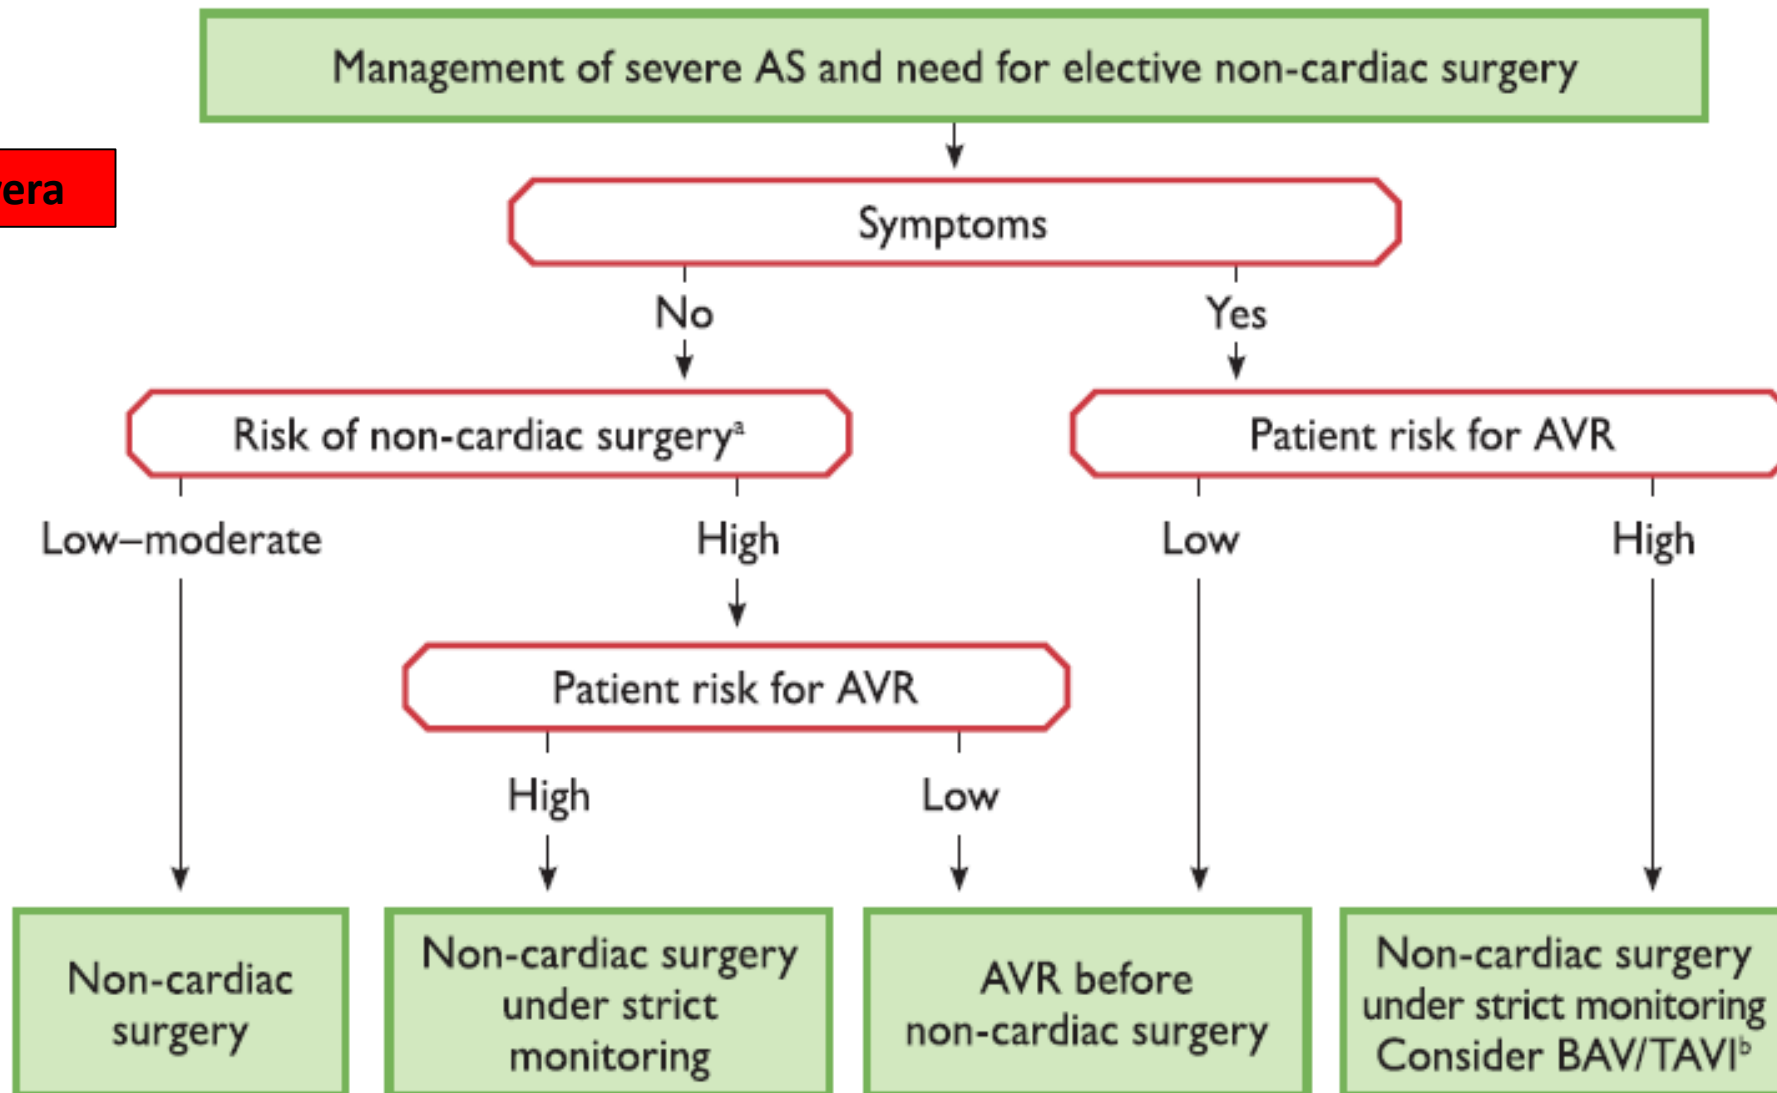 Management of severe AS and need for elective non-cardiac surgery
vera
Symptoms
No
Yes
Risk of non-cardiac surgeryᵃ
Patient risk for AVR
Low–moderate
High
Low
High
Patient risk for AVR
High
Low
Non-cardiac
surgery
Non-cardiac surgery
under strict
monitoring
AVR before
non-cardiac surgery
Non-cardiac surgery
under strict monitoring
Consider BAV/TAVIᵇ